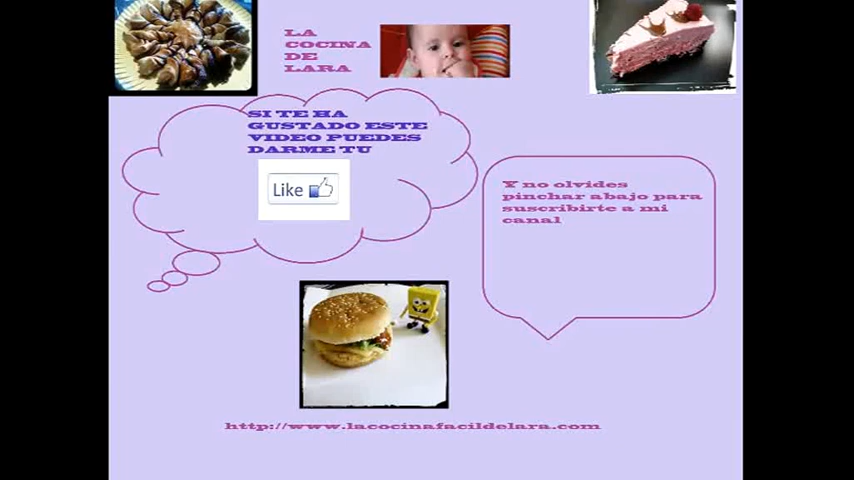 LA
COCINA
DE
LARA
SI TE HA
GUSTADO ESTE
VIDEO PUEDES
DARME TU
Like
Y no olvides
pinchar abajo para
suscribirte a mi
canal
http://www.lacocinafacildelara.com